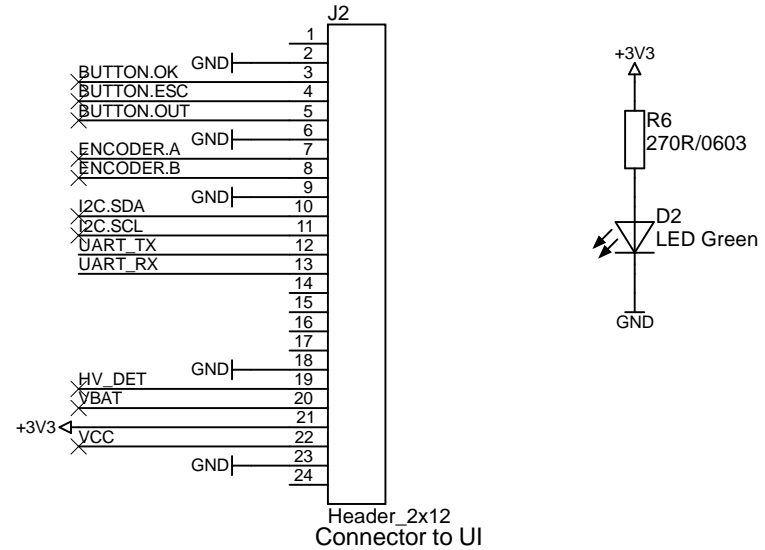 J2
1
GND 2
BUTTON.OK 3
BUTTON.ESC 4
BUTTON.OUT 5
GND 6
ENCODER.A 7
ENCODER.B 8
GND 9
I2C.SDA 10
I2C.SCL 11
UART_TX 12
UART_RX 13
14
15
16
17
GND 18
HV_DET 19
VBAT 20
+3V3 21
VCC 22
GND 23
24
Header_2x12
Connector to UI
+3V3
R6
270R/0603
D2
LED Green
GND